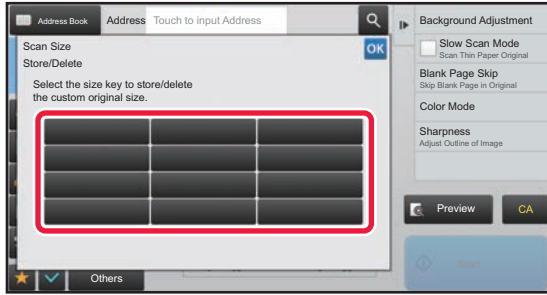 Address Book
Address
Touch to input Address
Scan Size
OK
Store/Delete
Select the size key to store/delete
the custom original size.
Others
Background Adjustment
Slow Scan Mode
Scan Thin Paper Original
Blank Page Skip
Skip Blank Page in Original
Color Mode
Sharpness
Adjust Outline of Image
Preview
CA
Start